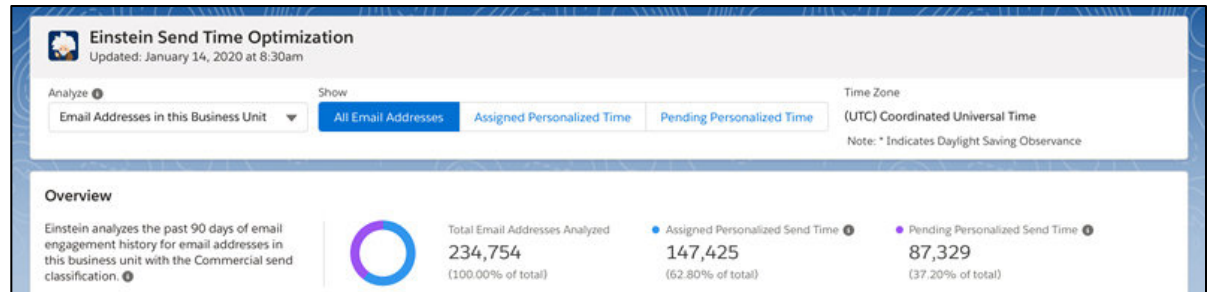 Einstein Send Time Optimization
Updated: January 14, 2020 at 8:30am
Analyze
Show
Time Zone
Email Addresses in this Business Unit
All Email Addresses
Assigned Personalized Time
Pending Personalized Time
(UTC) Coordinated Universal Time
Note: * Indicates Daylight Saving Observance
Overview
Einstein analyzes the past 90 days of email
engagement history for email addresses in
this business unit with the Commercial send
classification.
Total Email Addresses Analyzed
234,754
(100.00% of total)
Assigned Personalized Send Time
147,425
(62.80% of total)
Pending Personalized Send Time
87,329
(37.20% of total)